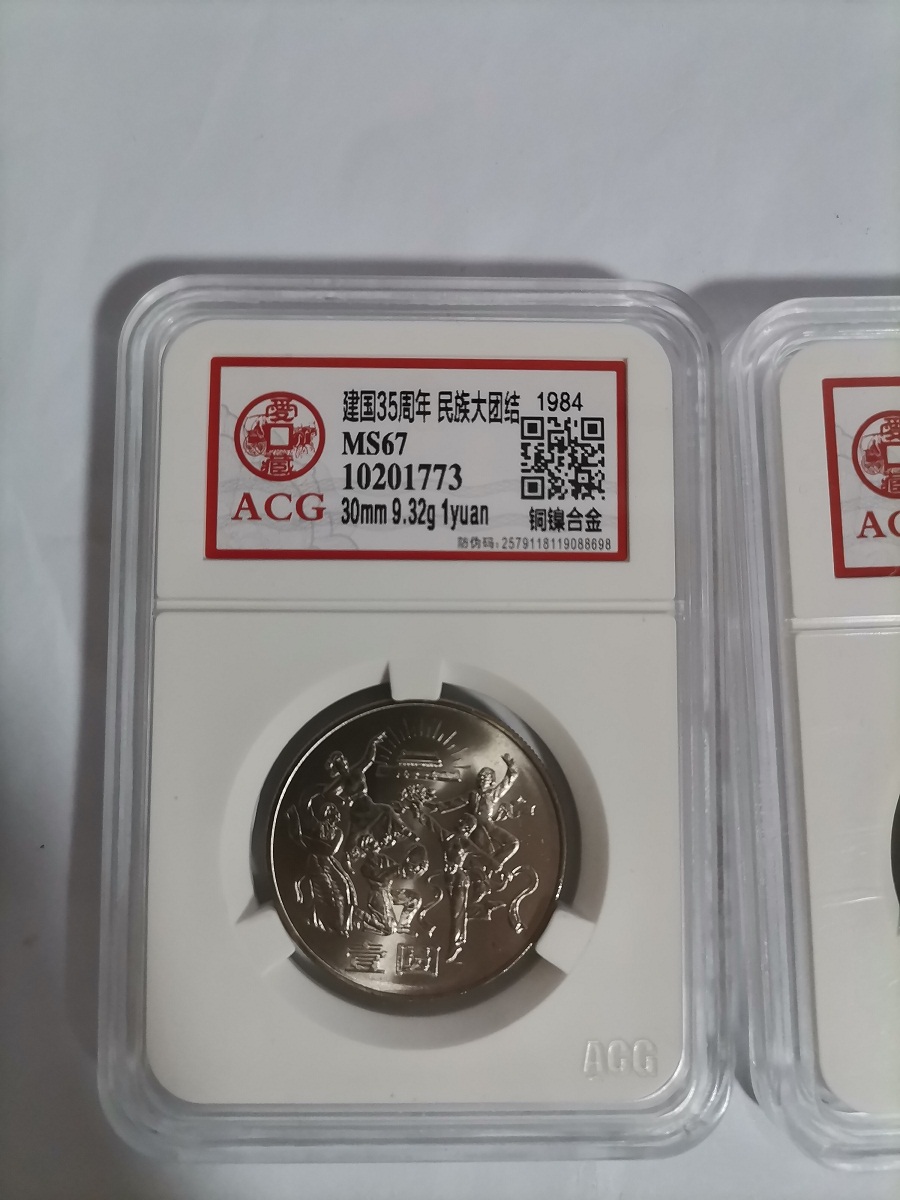 建国35周年 民族大团结 1984
MS67
10201773
ACG
30mm 9.32g 1yuan 铜镍合金
防伪码:2579118119088698
壹圆
ACG